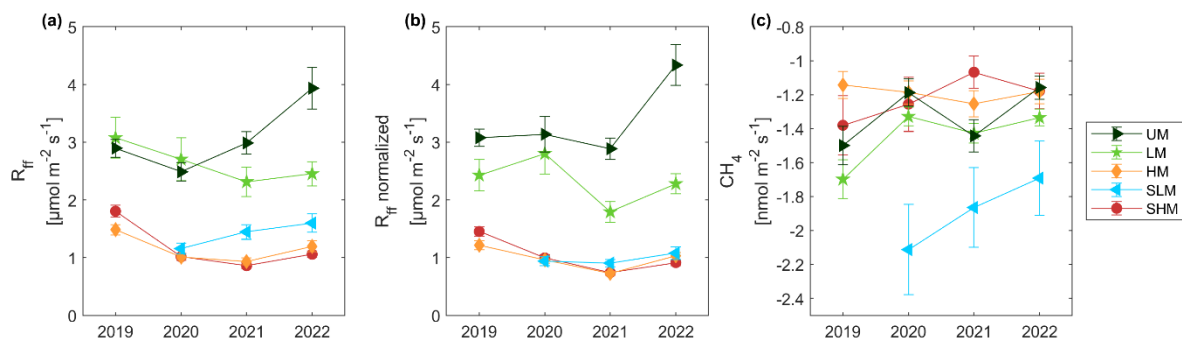 (a)
5
4
3
2
1
0
R_ff
[μmol m⁻² s⁻¹]
2019 2020 2021 2022
(b)
5
4
3
2
1
0
R_ff normalized
[μmol m⁻² s⁻¹]
2019 2020 2021 2022
(c)
-0.8
-1
-1.2
-1.4
-1.6
-1.8
-2
-2.2
-2.4
CH₄
[nmol m⁻² s⁻¹]
2019 2020 2021 2022
UM
LM
HM
SLM
SHM